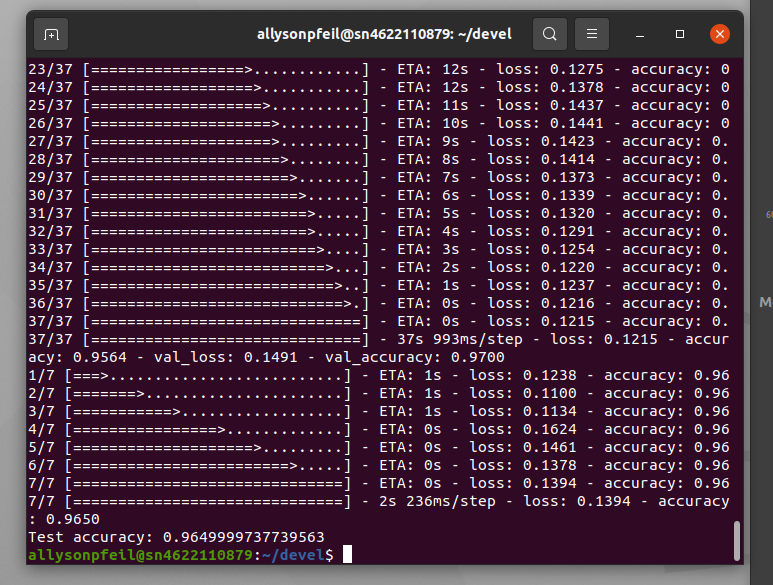 allysonpfeil@sn4622110879: ~/devel
23/37 [=================>............] - ETA: 12s - loss: 0.1275 - accuracy: 0
24/37 [==================>...........] - ETA: 12s - loss: 0.1378 - accuracy: 0
25/37 [===================>..........] - ETA: 11s - loss: 0.1437 - accuracy: 0
26/37 [====================>.........] - ETA: 10s - loss: 0.1441 - accuracy: 0
27/37 [====================>.........] - ETA: 9s - loss: 0.1423 - accuracy: 0.
28/37 [=====================>........] - ETA: 8s - loss: 0.1414 - accuracy: 0.
29/37 [======================>.......] - ETA: 7s - loss: 0.1373 - accuracy: 0.
30/37 [=======================>......] - ETA: 6s - loss: 0.1339 - accuracy: 0.
31/37 [========================>.....] - ETA: 5s - loss: 0.1320 - accuracy: 0.
32/37 [========================>.....] - ETA: 4s - loss: 0.1291 - accuracy: 0.
33/37 [=========================>....] - ETA: 3s - loss: 0.1254 - accuracy: 0.
34/37 [==========================>...] - ETA: 2s - loss: 0.1220 - accuracy: 0.
35/37 [===========================>..] - ETA: 1s - loss: 0.1237 - accuracy: 0.
36/37 [============================>.] - ETA: 0s - loss: 0.1216 - accuracy: 0.
37/37 [==============================] - ETA: 0s - loss: 0.1215 - accuracy: 0.
37/37 [==============================] - 37s 993ms/step - loss: 0.1215 - accur
acy: 0.9564 - val_loss: 0.1491 - val_accuracy: 0.9700
1/7 [===>..........................] - ETA: 1s - loss: 0.1238 - accuracy: 0.96
2/7 [=======>......................] - ETA: 1s - loss: 0.1100 - accuracy: 0.96
3/7 [===========>..................] - ETA: 1s - loss: 0.1134 - accuracy: 0.96
4/7 [================>.............] - ETA: 0s - loss: 0.1624 - accuracy: 0.96
5/7 [====================>.........] - ETA: 0s - loss: 0.1461 - accuracy: 0.96
6/7 [========================>.....] - ETA: 0s - loss: 0.1378 - accuracy: 0.96
7/7 [==============================] - ETA: 0s - loss: 0.1394 - accuracy: 0.96
7/7 [==============================] - 2s 236ms/step - loss: 0.1394 - accuracy
: 0.9650
Test accuracy: 0.9649999737739563
allysonpfeil@sn4622110879:~/devel$